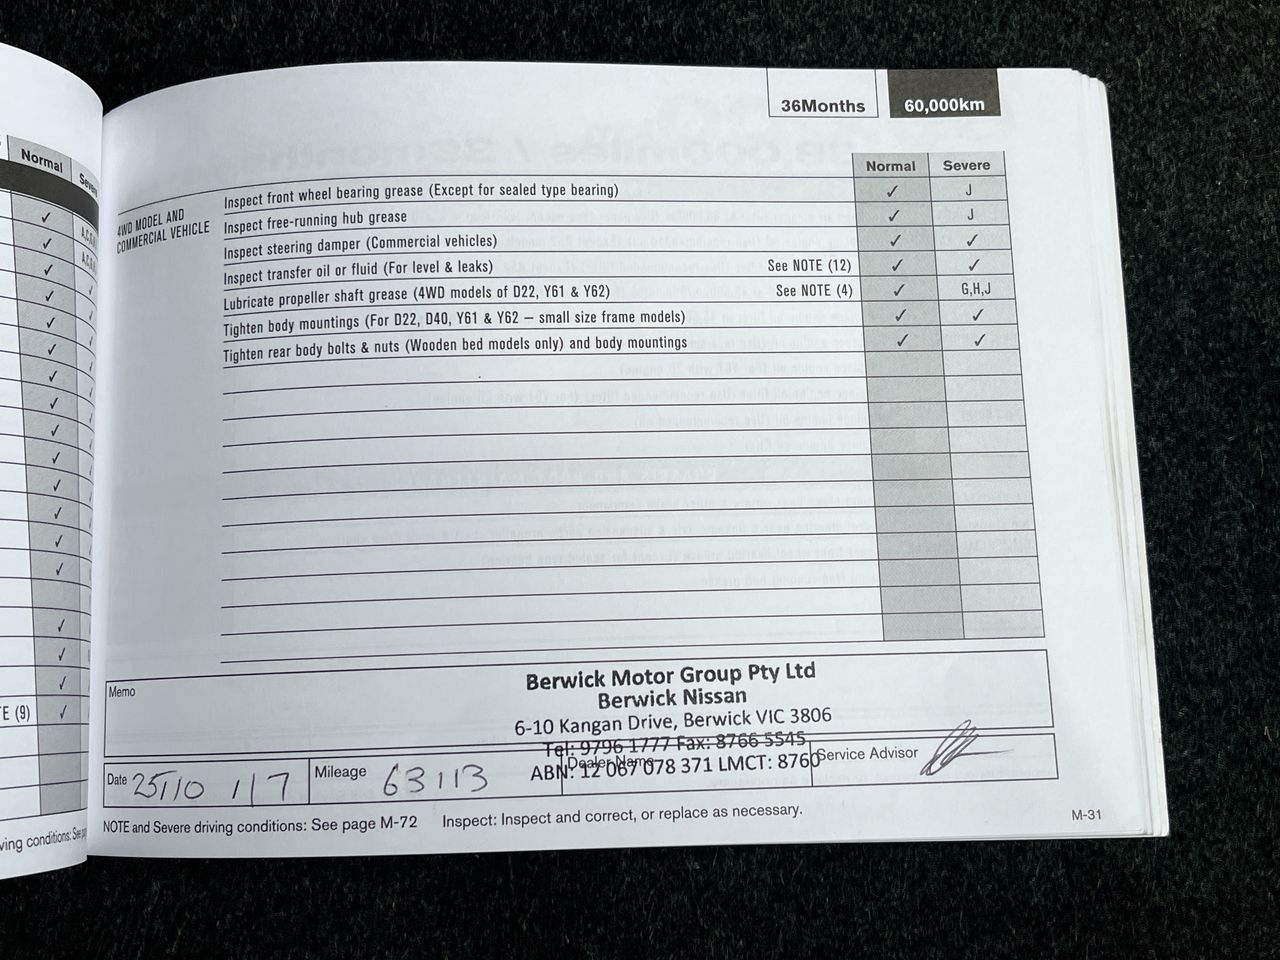 36Months 60,000km
Normal Severe
4WD MODEL AND
COMMERCIAL VEHICLE
Inspect front wheel bearing grease (Except for sealed type bearing) ✓ J
Inspect free-running hub grease ✓ J
Inspect steering damper (Commercial vehicles) ✓ ✓
Inspect transfer oil or fluid (For level & leaks) See NOTE (12) ✓ ✓
Lubricate propeller shaft grease (4WD models of D22, Y61 & Y62) See NOTE (4) ✓ G,H,J
Tighten body mountings (For D22, D40, Y61 & Y62 – small size frame models) ✓ ✓
Tighten rear body bolts & nuts (Wooden bed models only) and body mountings ✓ ✓
Memo
Berwick Motor Group Pty Ltd
Berwick Nissan
6-10 Kangan Drive, Berwick VIC 3806
Tel: 9796 1777 Fax: 8766 5545
ABN: 12 067 078 371 LMCT: 8760
Date 25/10 1/7 Mileage 63113 Dealer Name Service Advisor
NOTE and Severe driving conditions: See page M-72 Inspect: Inspect and correct, or replace as necessary.
M-31
Normal
E (9)
ving conditions: See